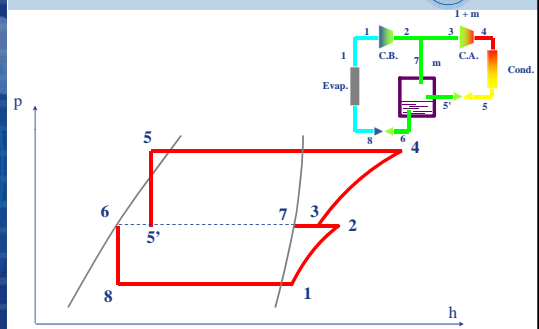 1 + m
1 2 3 4
1 C.B. 7 m C.A.
Cond.
Evap.
5' 5
8 6
p
5 4
6 7 3 2
5’
8 1
h